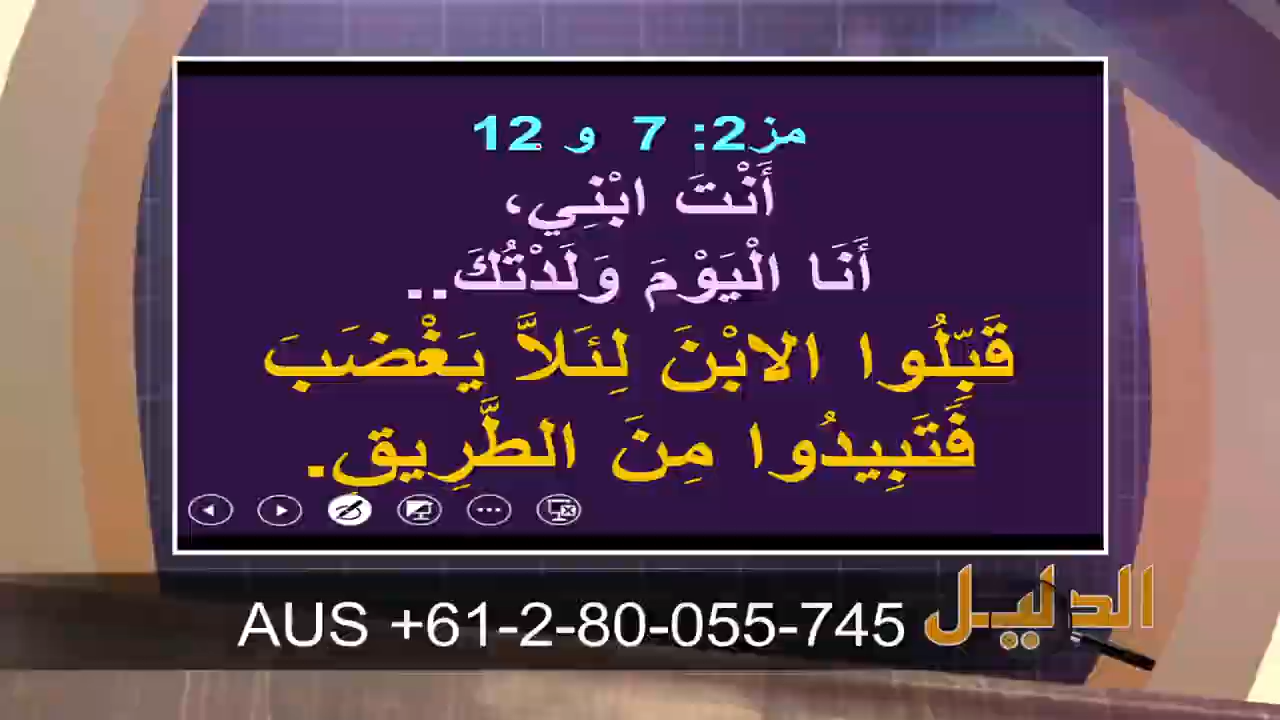 مز2: 7 و 12
أَنْتَ ابْنِي،
أَنَا الْيَوْمَ وَلَدْتُكَ..
قَبِّلُوا الابْنَ لِئَلاَّ يَغْضَبَ
فَتَبِيدُوا مِنَ الطَّرِيقِ.
AUS +61-2-80-055-745
الدليل